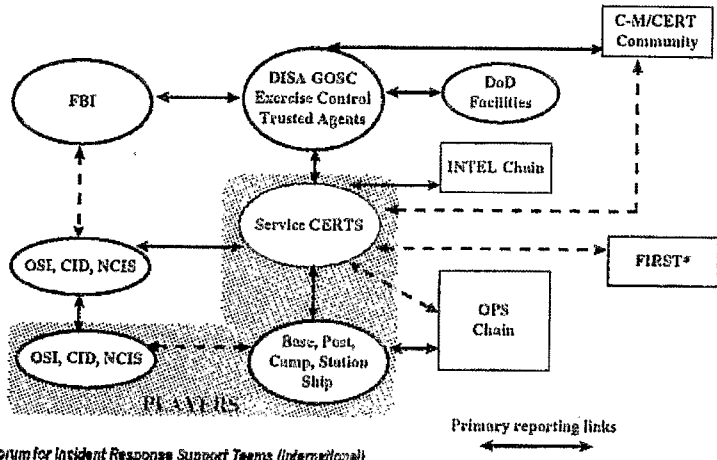 C-M/CERT
Community
FBI
DISA GOSC
Exercise Control
Trusted Agents
DoD
Facilities
INTEL Chain
Service CERTS
OSI, CID, NCIS
FIRST*
OPS
Chain
OSI, CID, NCIS
Base, Post,
Camp, Station
Ship
PLAYERS
Primary reporting links
orum for Incident Response Support Teams (International)